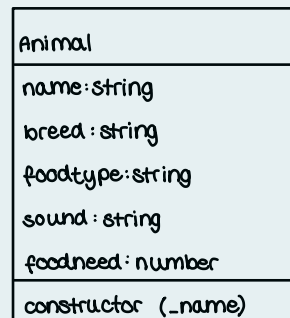 Animal
name:string
breed:string
foodtype:string
sound:string
foodneed:number
constructor (_name)